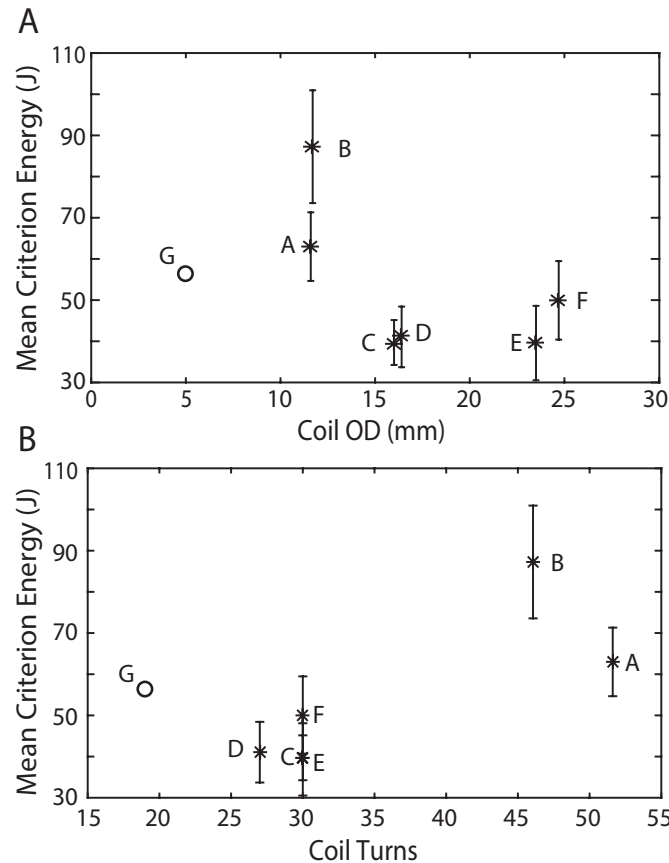 A
110
90
70
50
30
Mean Criterion Energy (J)
B
A
G
C
D
E
F
0
5
10
15
20
25
30
Coil OD (mm)
B
110
90
70
50
30
Mean Criterion Energy (J)
B
A
G
F
D
C
E
15
20
25
30
35
40
45
50
55
Coil Turns